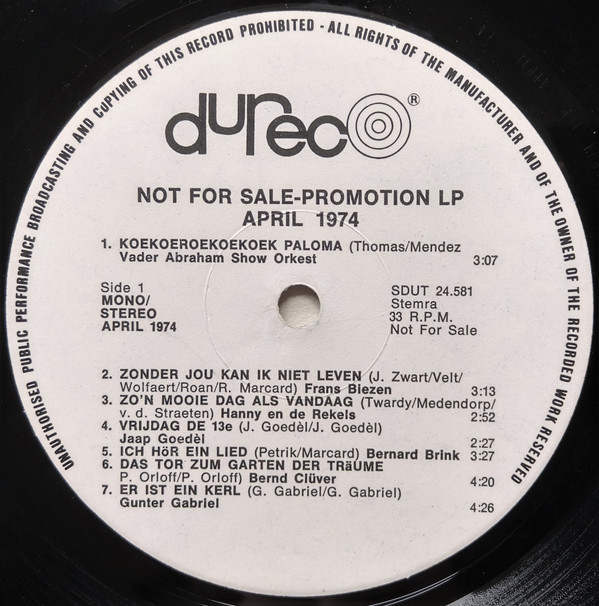 UNAUTHORISED PUBLIC PERFORMANCE BROADCASTING AND COPYING OF THIS RECORD PROHIBITED - ALL RIGHTS OF THE MANUFACTURER AND OF THE OWNER OF THE RECORDED WORK RESERVED
dureco ®
NOT FOR SALE-PROMOTION LP
APRIL 1974
1. KOEKOEROEKOEKOEK PALOMA (Thomas/Mendez
Vader Abraham Show Orkest 3:07
Side 1 SDUT 24.581
MONO/ Stemra
STEREO 33 R.P.M.
APRIL 1974 Not For Sale
2. ZONDER JOU KAN IK NIET LEVEN (J. Zwart/Velt/
Wolfaert/Roan/R. Marcard) Frans Biezen 3:13
3. ZO'N MOOIE DAG ALS VANDAAG (Twardy/Medendorp/
v. d. Straeten) Hanny en de Rekels 2:52
4. VRIJDAG DE 13e (J. Goedèl/J. Goedèl)
Jaap Goedèl 2:27
5. ICH HöR EIN LIED (Petrik/Marcard) Bernard Brink 3:27
6. DAS TOR ZUM GARTEN DER TRäUME
P. Orloff/P. Orloff) Bernd Clüver 4:20
7. ER IST EIN KERL (G. Gabriel/G. Gabriel)
Gunter Gabriel 4:26